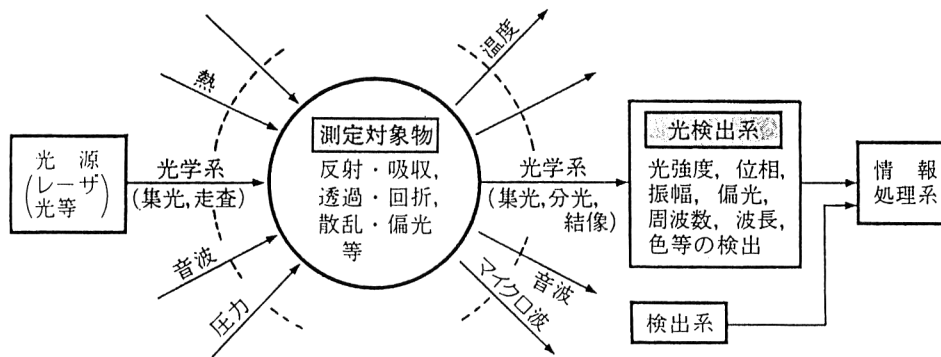 光源
(レーザ
光等)
熱
光学系
(集光,走査)
音波
圧力
測定対象物
反射・吸収,
透過・回折,
散乱・偏光
等
温度
光学系
(集光,分光,
結像)
音波
マイクロ波
光検出系
光強度, 位相,
振幅, 偏光,
周波数, 波長,
色等の検出
検出系
情報
処理系